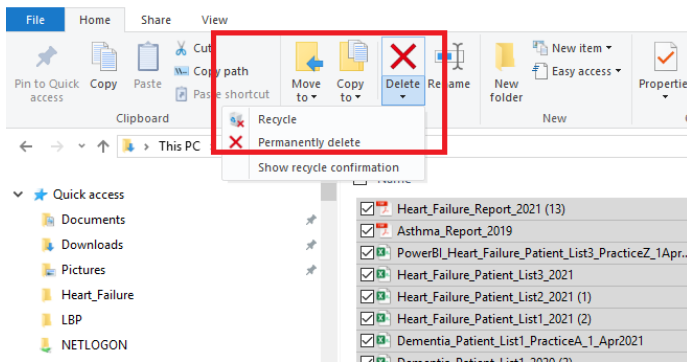 File Home Share View
Cut
Copy path
Paste shortcut
Pin to Quick access
Copy
Paste
Move to
Copy to
Delete
Rename
New folder
New item
Easy access
Clipboard
New
Recycle
Permanently delete
Show recycle confirmation
This PC
Name
Quick access
Documents
Downloads
Pictures
Heart_Failure
LBP
NETLOGON
Heart_Failure_Report_2021 (13)
Asthma_Report_2019
PowerBI_Heart_Failure_Patient_List3_PracticeZ_1Apr...
Heart_Failure_Patient_List3_2021
Heart_Failure_Patient_List2_2021 (1)
Heart_Failure_Patient_List1_2021 (2)
Dementia_Patient_List1_PracticeA_1_Apr2021